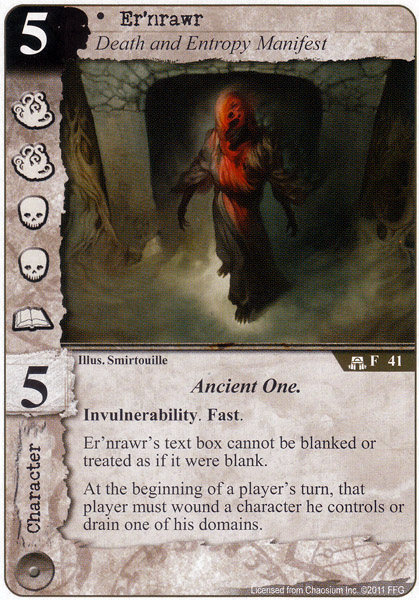 5
• Er'nrawr
Death and Entropy Manifest
Illus. Smirtouille
F 41
5
Ancient One.
Invulnerability. Fast.
Er'nrawr's text box cannot be blanked or
treated as if it were blank.
At the beginning of a player's turn, that
player must wound a character he controls or
drain one of his domains.
Character
Licensed from Chaosium Inc. ©2011 FFG